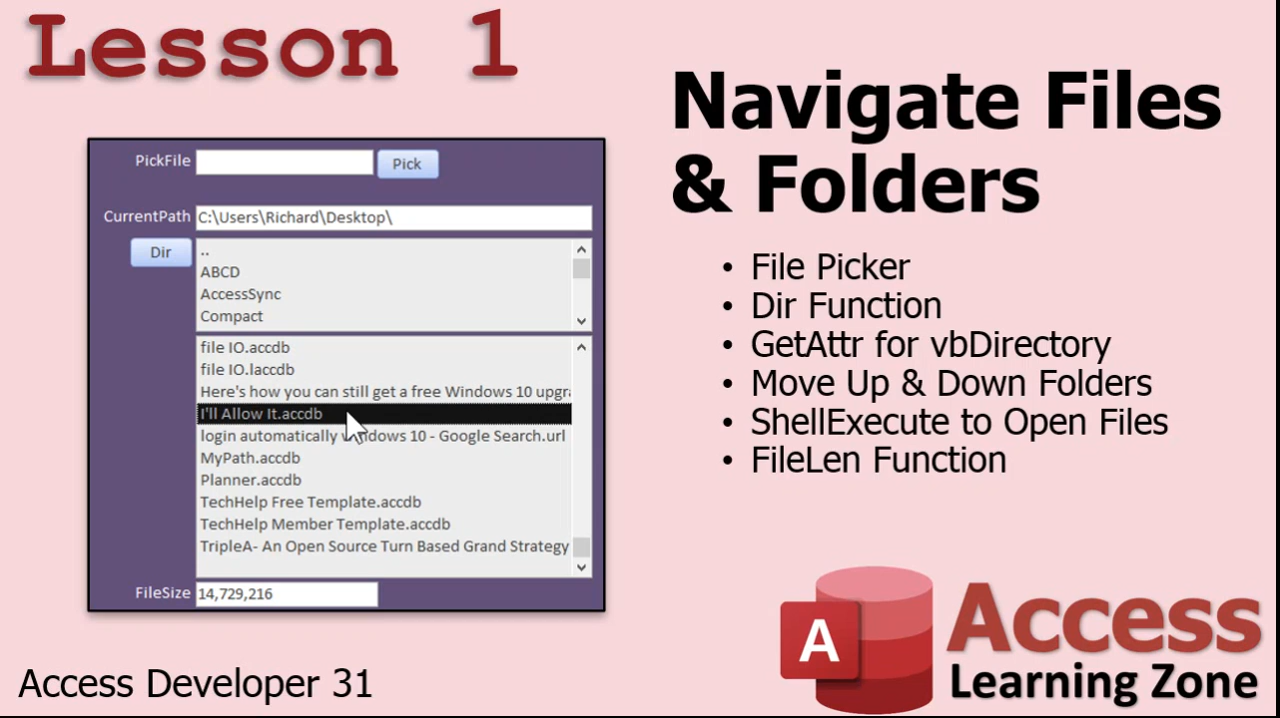 Lesson 1
Navigate Files
& Folders
• File Picker
• Dir Function
• GetAttr for vbDirectory
• Move Up & Down Folders
• ShellExecute to Open Files
• FileLen Function
PickFile
Pick
CurrentPath C:\Users\Richard\Desktop\
Dir
..
ABCD
AccessSync
Compact
file IO.accdb
file IO.laccdb
Here's how you can still get a free Windows 10 upgra
I'll Allow It.accdb
login automatically windows 10 - Google Search.url
MyPath.accdb
Planner.accdb
TechHelp Free Template.accdb
TechHelp Member Template.accdb
TripleA- An Open Source Turn Based Grand Strategy
FileSize 14,729,216
Access Developer 31
A
Access
Learning Zone